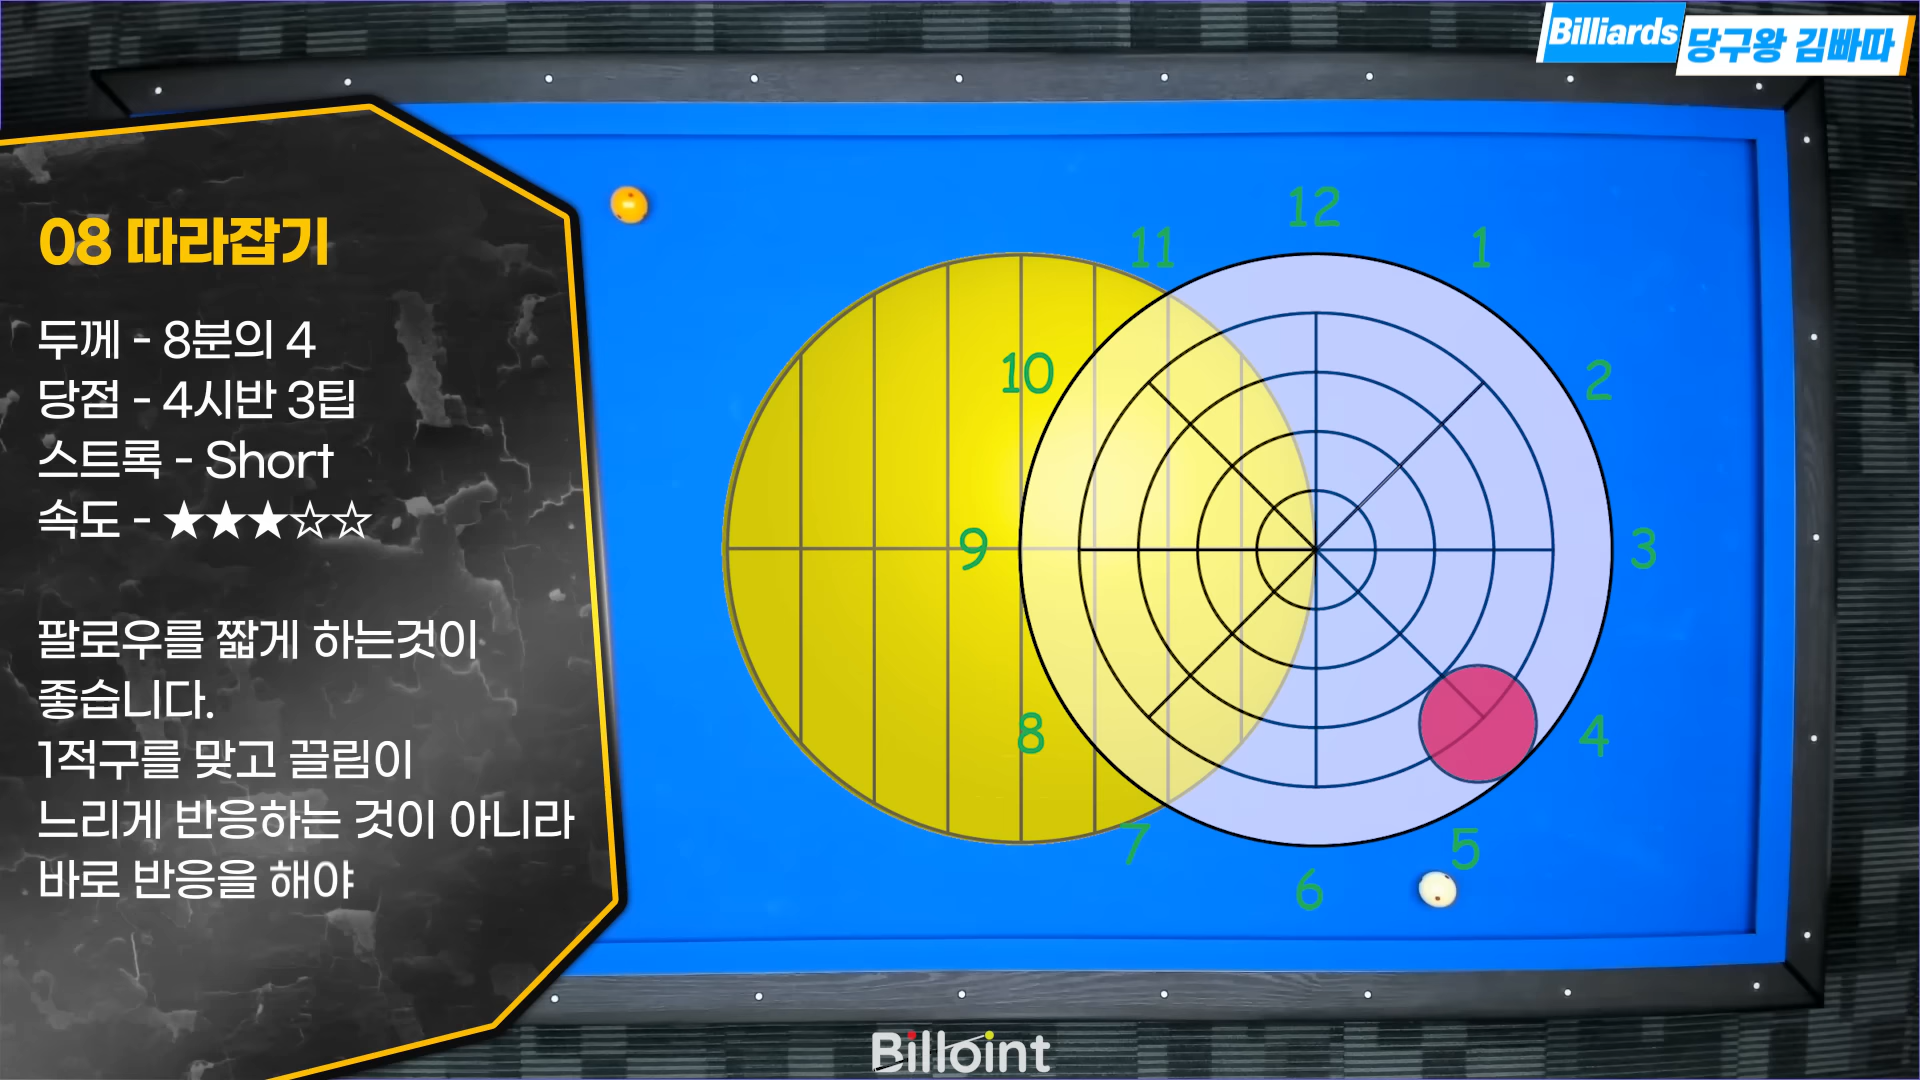 Billiards 당구왕 김빠따
08 따라잡기
두께 - 8분의 4
당점 - 4시반 3팁
스트록 - Short
속도 - ★★★☆☆
팔로우를 짧게 하는것이
좋습니다.
1적구를 맞고 끌림이
느리게 반응하는 것이 아니라
바로 반응을 해야
12
11
1
10
2
9
3
8
4
7
5
6
Billoint